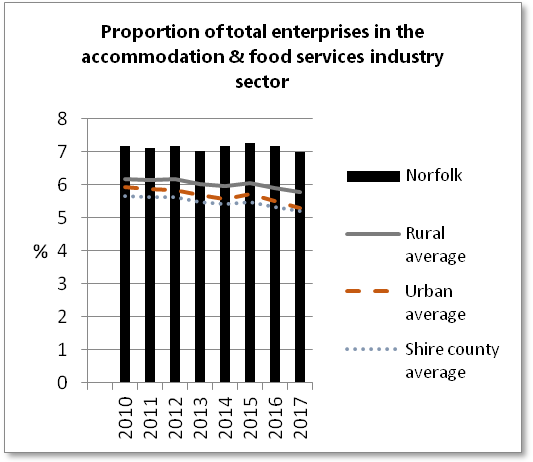 Proportion of total enterprises in the
accommodation & food services industry
sector
8
7
6
5
4
3
2
1
0
%
2010
2011
2012
2013
2014
2015
2016
2017
Norfolk
Rural
average
Urban
average
Shire county
average